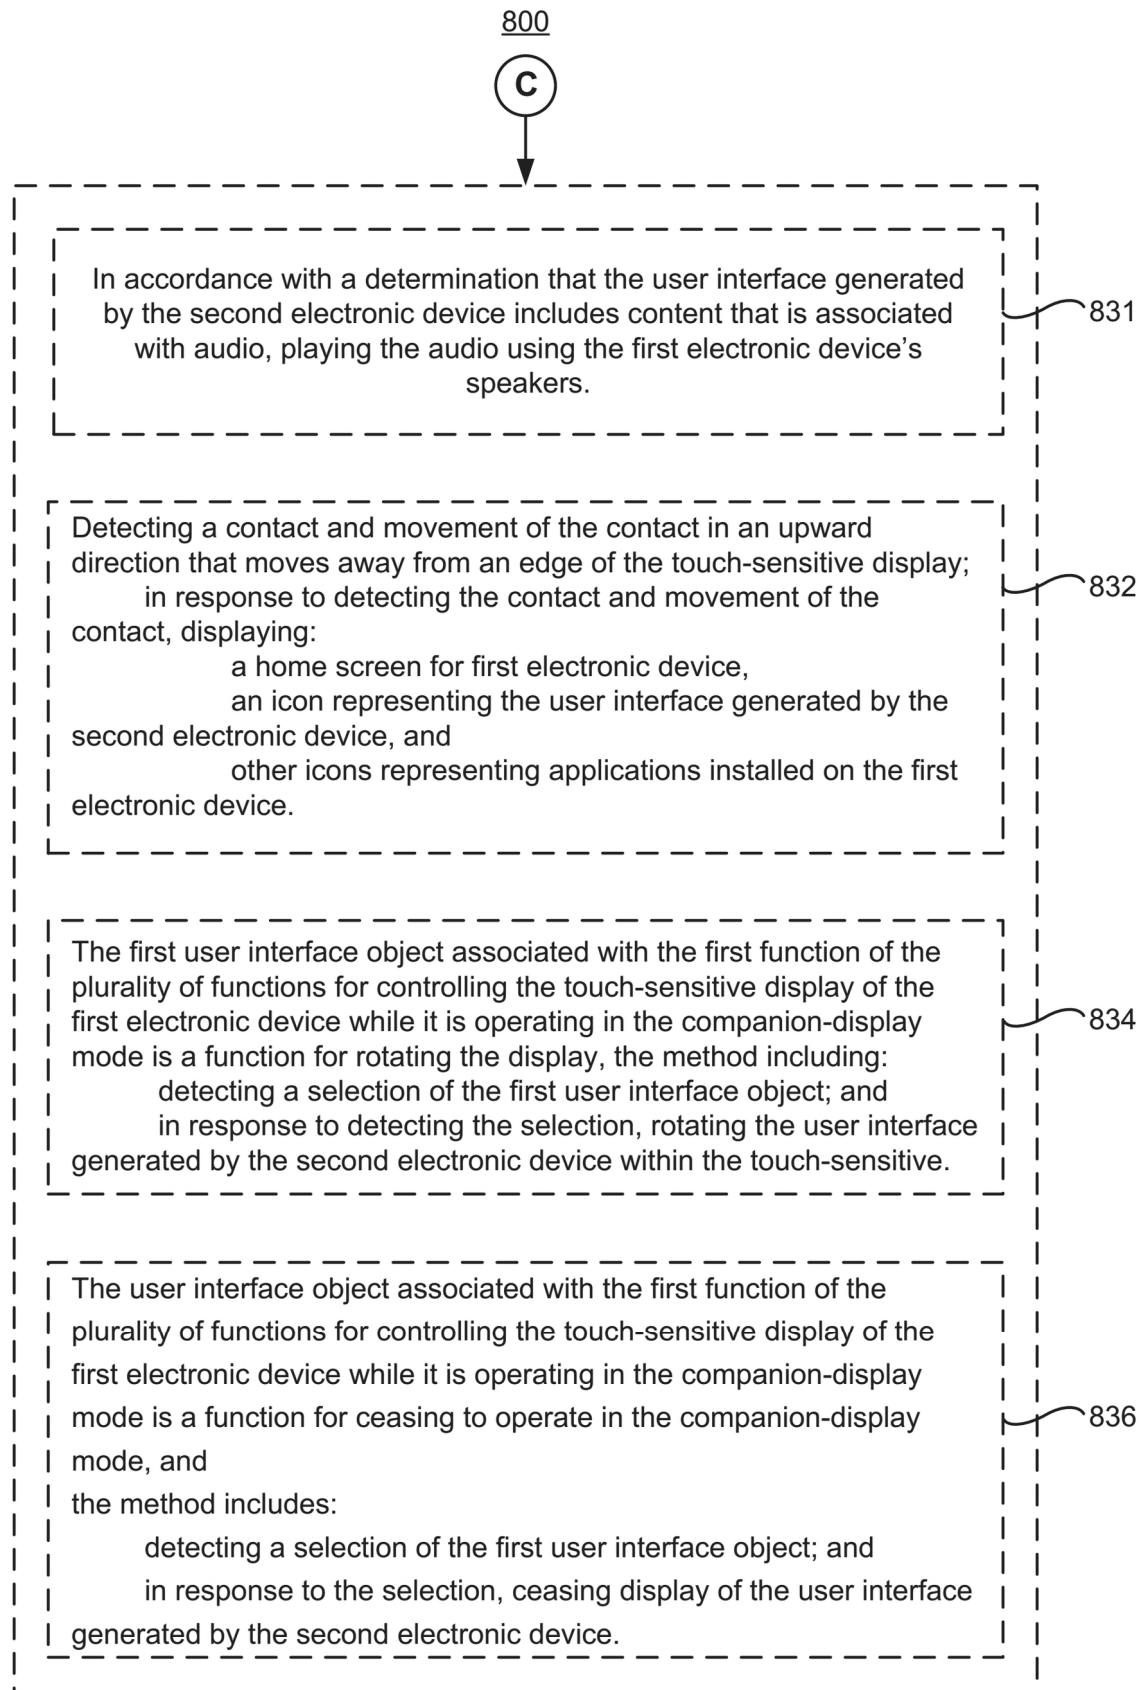 800
C
In accordance with a determination that the user interface generated
by the second electronic device includes content that is associated
with audio, playing the audio using the first electronic device’s
speakers.
831
Detecting a contact and movement of the contact in an upward
direction that moves away from an edge of the touch-sensitive display;
in response to detecting the contact and movement of the
contact, displaying:
a home screen for first electronic device,
an icon representing the user interface generated by the
second electronic device, and
other icons representing applications installed on the first
electronic device.
832
The first user interface object associated with the first function of the
plurality of functions for controlling the touch-sensitive display of the
first electronic device while it is operating in the companion-display
mode is a function for rotating the display, the method including:
detecting a selection of the first user interface object; and
in response to detecting the selection, rotating the user interface
generated by the second electronic device within the touch-sensitive.
834
The user interface object associated with the first function of the
plurality of functions for controlling the touch-sensitive display of the
first electronic device while it is operating in the companion-display
mode is a function for ceasing to operate in the companion-display
mode, and
the method includes:
detecting a selection of the first user interface object; and
in response to the selection, ceasing display of the user interface
generated by the second electronic device.
836